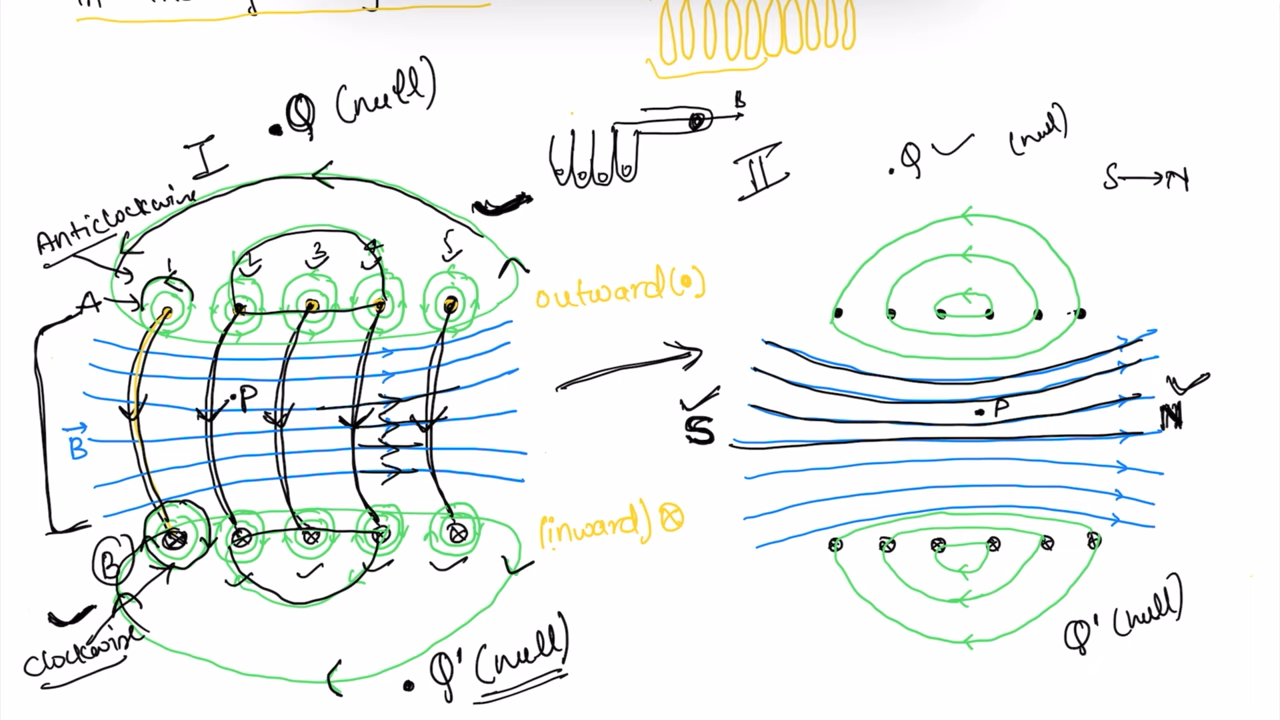 Q (null)
I
B
II
Q (null)
S → N
Anticlockwise
1
2
3
4
5
A
outward (•)
P
B
S
P
N
(inward) ⊗
B
clockwise
Q' (null)
Q' (null)